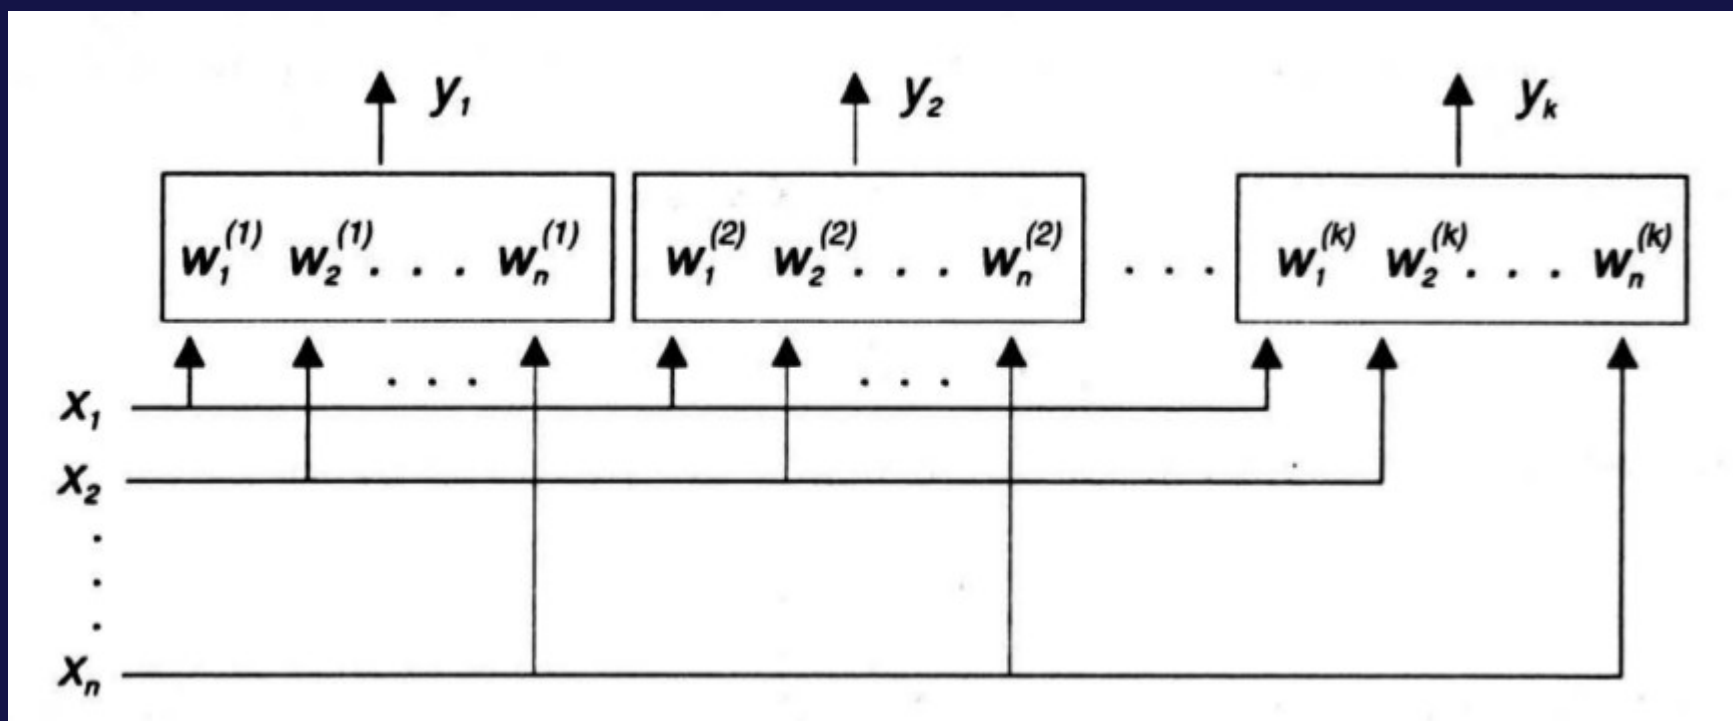 y₁ y₂ yₖ
w₁⁽¹⁾ w₂⁽¹⁾ . . . wₙ⁽¹⁾ w₁⁽²⁾ w₂⁽²⁾ . . . wₙ⁽²⁾ . . . w₁⁽ᵏ⁾ w₂⁽ᵏ⁾ . . . wₙ⁽ᵏ⁾
. . . . . .
x₁
x₂
.
.
.
xₙ